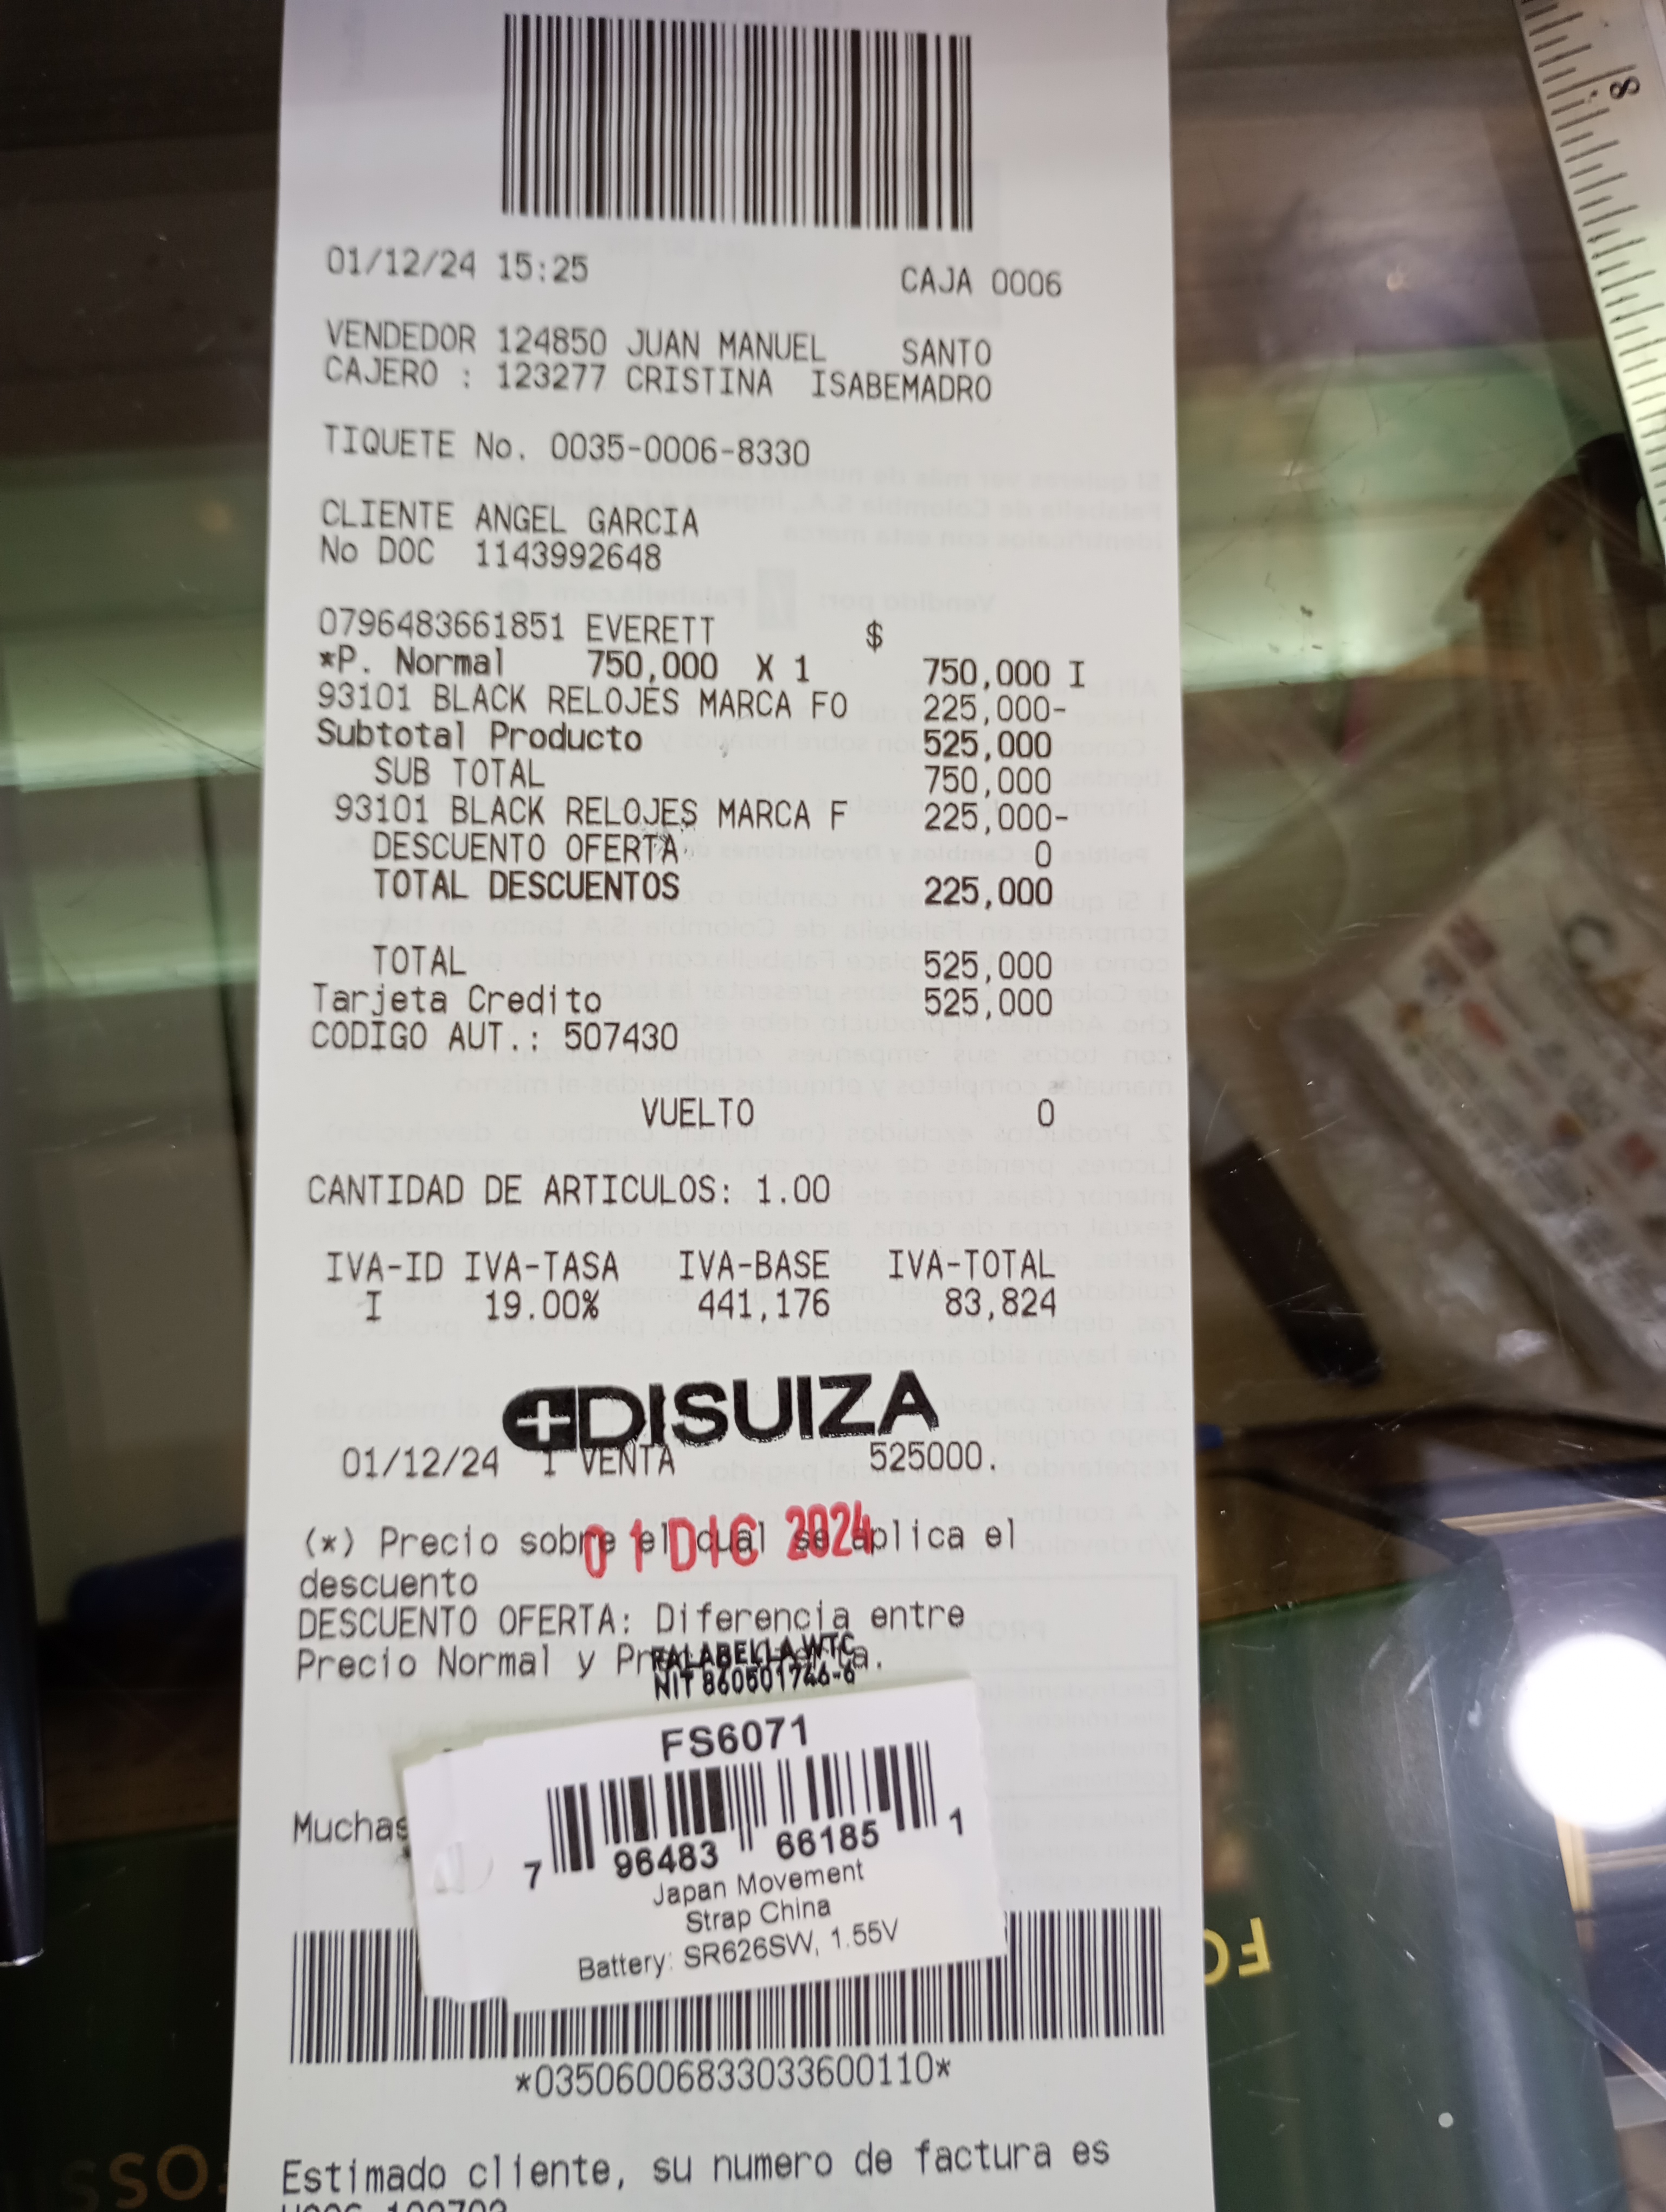 01/12/24 15:25 CAJA 0006
VENDEDOR 124850 JUAN MANUEL SANTO
CAJERO : 123277 CRISTINA ISABEMADRO
TIQUETE No. 0035-0006-8330
CLIENTE ANGEL GARCIA
No DOC 1143992648
0796483661851 EVERETT $
*P. Normal 750,000 X 1 750,000 I
93101 BLACK RELOJES MARCA FO 225,000-
Subtotal Producto 525,000
SUB TOTAL 750,000
93101 BLACK RELOJES MARCA F 225,000-
DESCUENTO OFERTA 0
TOTAL DESCUENTOS 225,000
TOTAL 525,000
Tarjeta Credito 525,000
CODIGO AUT.: 507430
VUELTO 0
CANTIDAD DE ARTICULOS: 1.00
IVA-ID IVA-TASA IVA-BASE IVA-TOTAL
I 19.00% 441,176 83,824
DISUIZA
01/12/24 1 VENTA 525000.
01 DIC 2024
(*) Precio sobre el cual se aplica el
descuento
DESCUENTO OFERTA: Diferencia entre
Precio Normal y
FALABELLA WTC
NIT 860501746-6
FS6071
7 96483 66185 1
Japan Movement
Strap China
Battery: SR626SW, 1.55V
Muchas
*03506006833033600110*
Estimado cliente, su numero de factura es
8